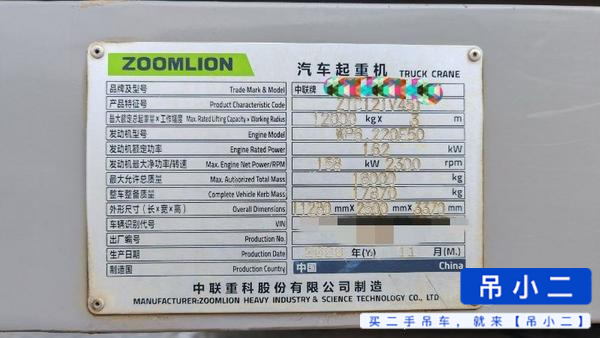 ZOOMLION 汽车起重机 TRUCK CRANE
品牌及型号 Trade Mark & Model 中联牌
产品特征号 Product Characteristic Code
最大额定总起重量×工作幅度 Max. Rated Lifting Capacity × Working Radius 12000 kg x 3 m
发动机型号 Engine Model WP6.220E50
发动机额定功率 Engine Rated Power 162 kW
发动机最大净功率/转速 Max. Engine Net Power/RPM 158 kW 2300 rpm
最大允许总质量 Max. Authorized Total Mass 18000 kg
整车整备质量 Complete Vehicle Kerb Mass 17870 kg
外形尺寸（长×宽×高） Overall Dimensions mmX 2500 mmX 3370 mm
车辆识别代号 VIN
出厂编号 Production No.
生产日期 Production Date 年(Y.) 11 月(M.)
制造国 Production Country 中国 China
中联重科股份有限公司制造
MANUFACTURER:ZOOMLION HEAVY INDUSTRY & SCIENCE TECHNOLOGY CO., LTD
吊小二
买二手吊车，就来【吊小二】